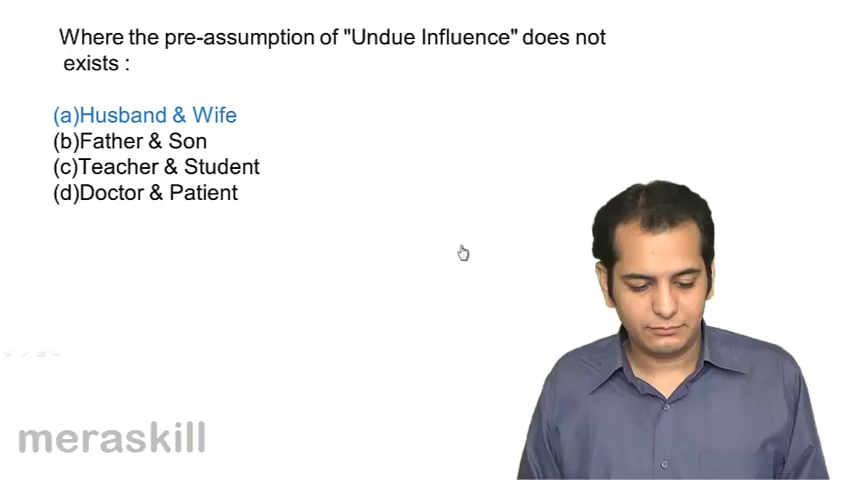 Where the pre-assumption of "Undue Influence" does not
exists :
(a)Husband & Wife
(b)Father & Son
(c)Teacher & Student
(d)Doctor & Patient
meraskill